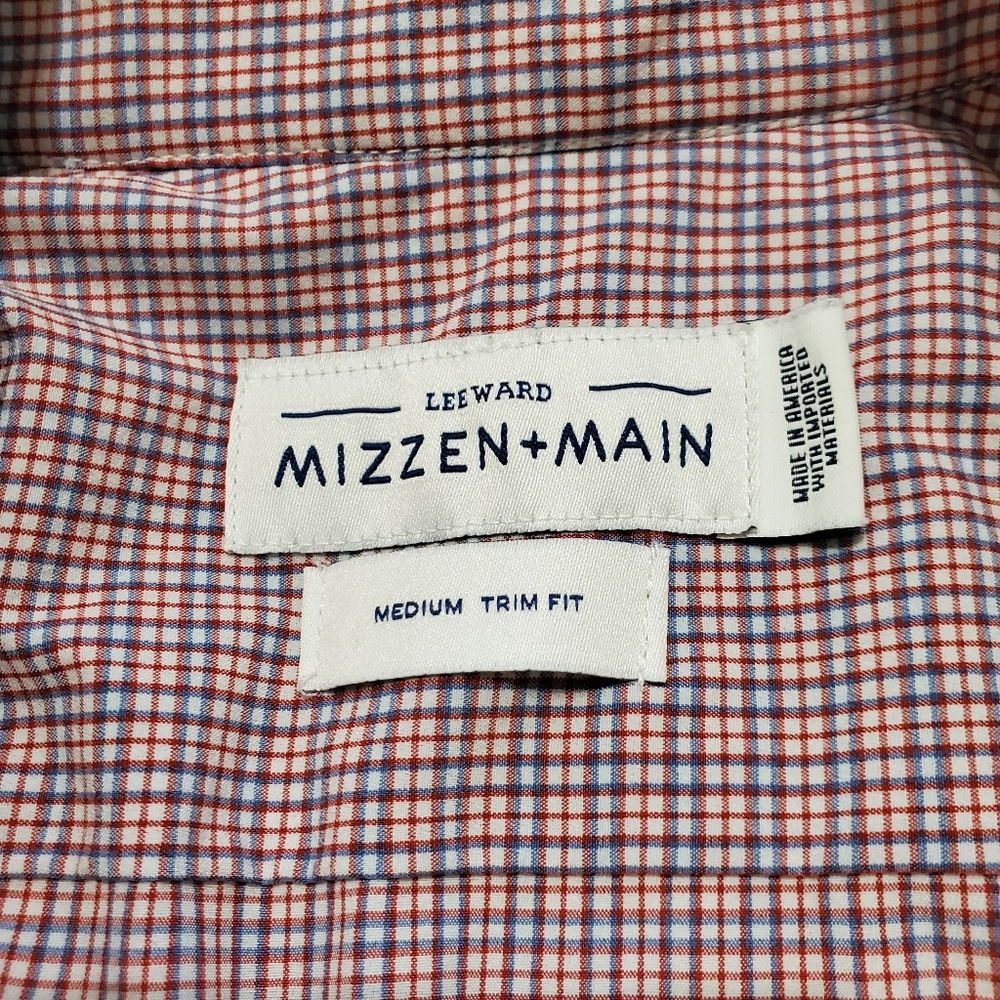 LEEWARD
MIZZEN+MAIN
MADE IN AMERICA
WITH IMPORTED
MATERIALS
MEDIUM TRIM FIT